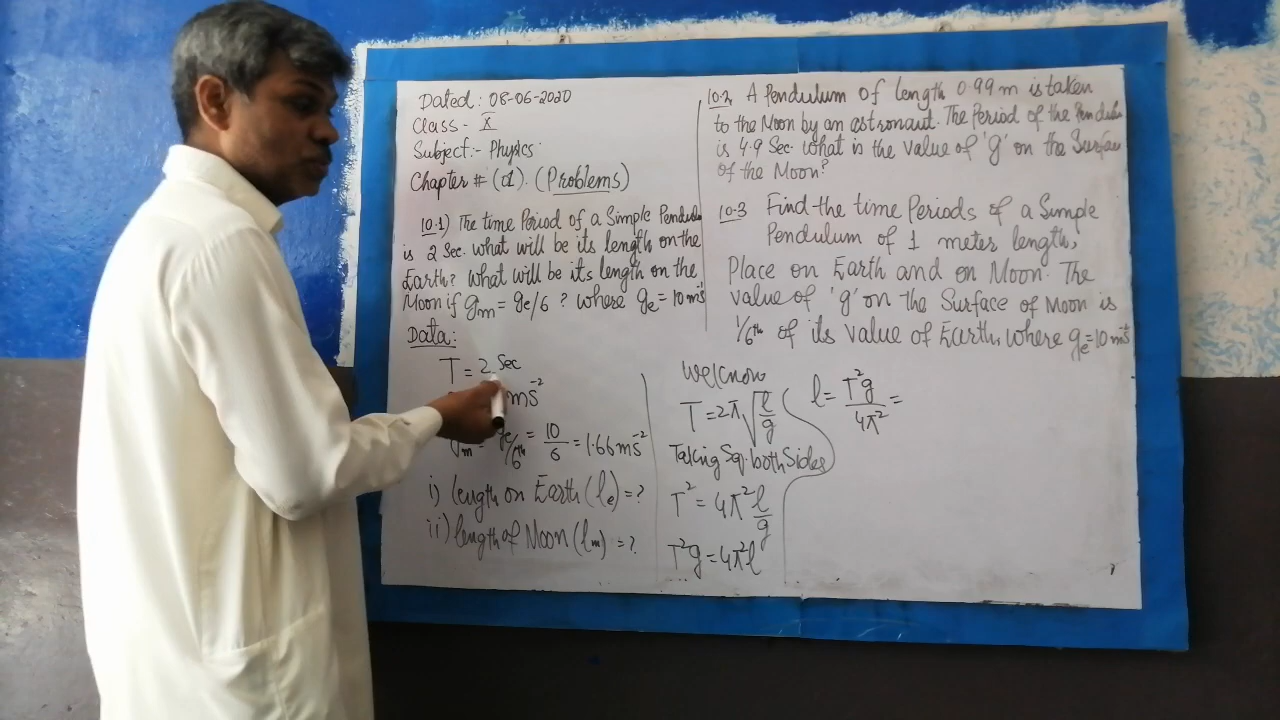 Dated: 08-06-2020
Class - X
Subject:- Physics
Chapter # (01). (Problems)
10.1) The time Period of a Simple Pendulu
is 2 Sec. what will be its length on the
Earth? What will be its length on the
Moon if gm = ge/6 ? where ge = 10 ms⁻¹
Data:
T = 2 Sec
ms⁻²
m = ge/6th = 10/6 = 1.66 ms⁻²
i) length on Earth (le) = ?
ii) length of Moon (lm) = ?
10.2 A Pendulum of length 0.99 m is taken
to the Moon by an astronaut. The Period of the Pendulu
is 4.9 Sec. what is the value of 'g' on the Surface
of the Moon?
10.3 Find the time Periods of a Simple
Pendulum of 1 meter length,
Place on Earth and on Moon. The
value of 'g' on the Surface of Moon is
1/6th of its value of Earth, where ge = 10 ms⁻¹
We Know
T = 2π√l/g
Taking Sq. both Sides
T² = 4π² l/g
T²g = 4π²l
l = T²g/4π² =